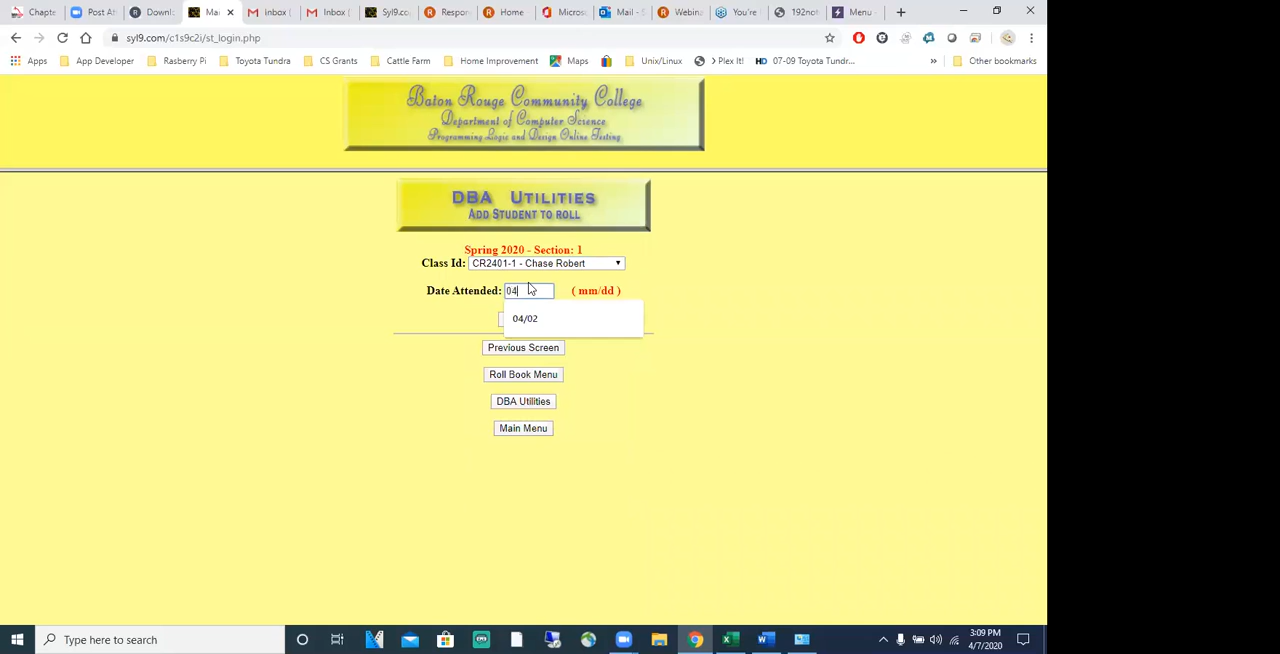 Chapte
Post At
Downl
Ma
inbox (
Inbox (
Syl9.co
Respor
Home
Micros
Mail -
Webina
You're
192not
Menu -
syl9.com/c1s9c2i/st_login.php
Apps
App Developer
Rasberry Pi
Toyota Tundra
CS Grants
Cattle Farm
Home Improvement
Maps
Unix/Linux
> Plex It!
HD 07-09 Toyota Tundr...
»
Other bookmarks
Baton Rouge Community College
Department of Computer Science
Programming Logic and Design Online Testing
DBA Utilities
Add Student to roll
Spring 2020 - Section: 1
Class Id: CR2401-1 - Chase Robert
Date Attended: 04 ( mm/dd )
04/02
Previous Screen
Roll Book Menu
DBA Utilities
Main Menu
Type here to search
3:09 PM
4/7/2020